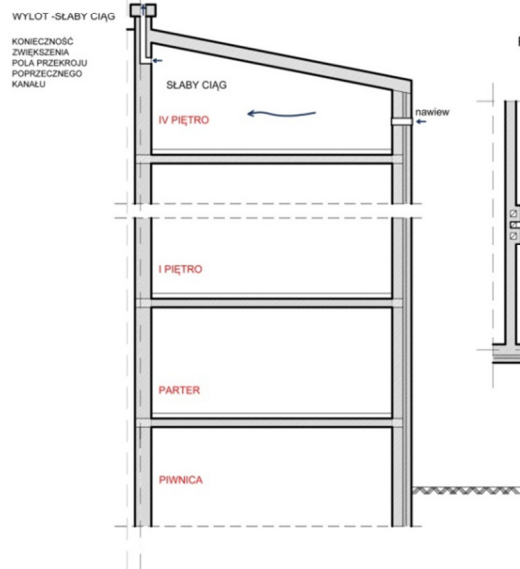 WYLOT -SŁABY CIĄG
KONIECZNOŚĆ
ZWIĘKSZENIA
POLA PRZEKROJU
POPRZECZNEGO
KANAŁU
SŁABY CIĄG
IV PIĘTRO
nawiew
I PIĘTRO
PARTER
PIWNICA